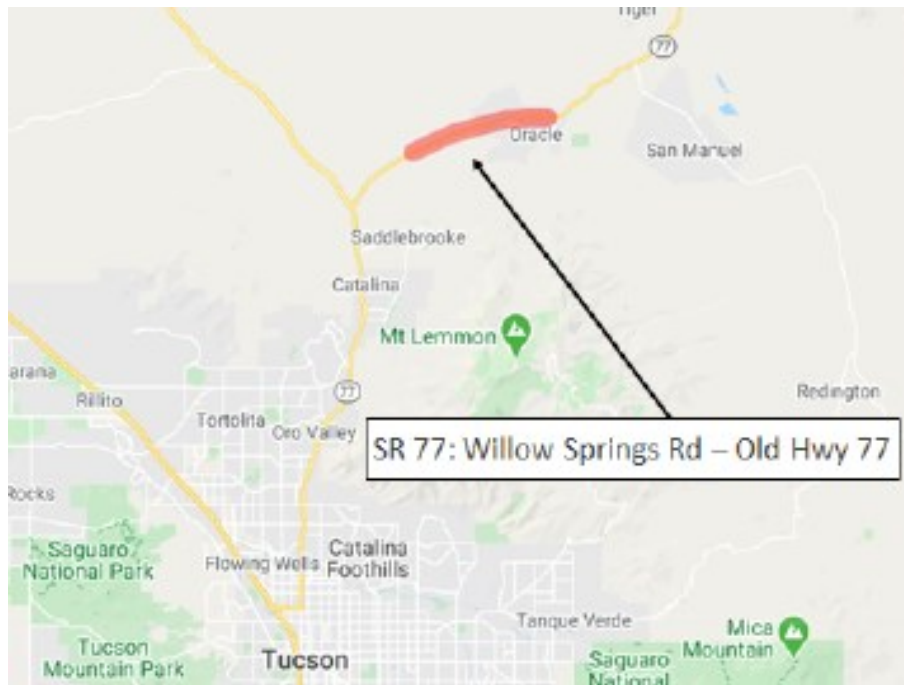 Tiger
77
Oracle
San Manuel
Saddlebrooke
Catalina
Mt Lemmon
arana
Rillito
77
Redington
Tortolita
Oro Valley
SR 77: Willow Springs Rd – Old Hwy 77
Rocks
Saguaro
National Park
Flowing Wells
Catalina
Foothills
Tanque Verde
Mica
Mountain
Tucson
Mountain Park
Tucson
Saguaro
National